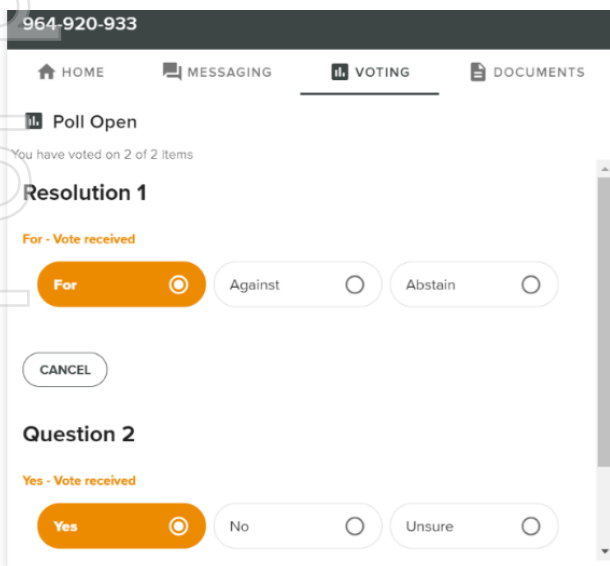 964-920-933
HOME MESSAGING VOTING DOCUMENTS
Poll Open
You have voted on 2 of 2 items
Resolution 1
For - Vote received
For Against Abstain
CANCEL
Question 2
Yes - Vote received
Yes No Unsure